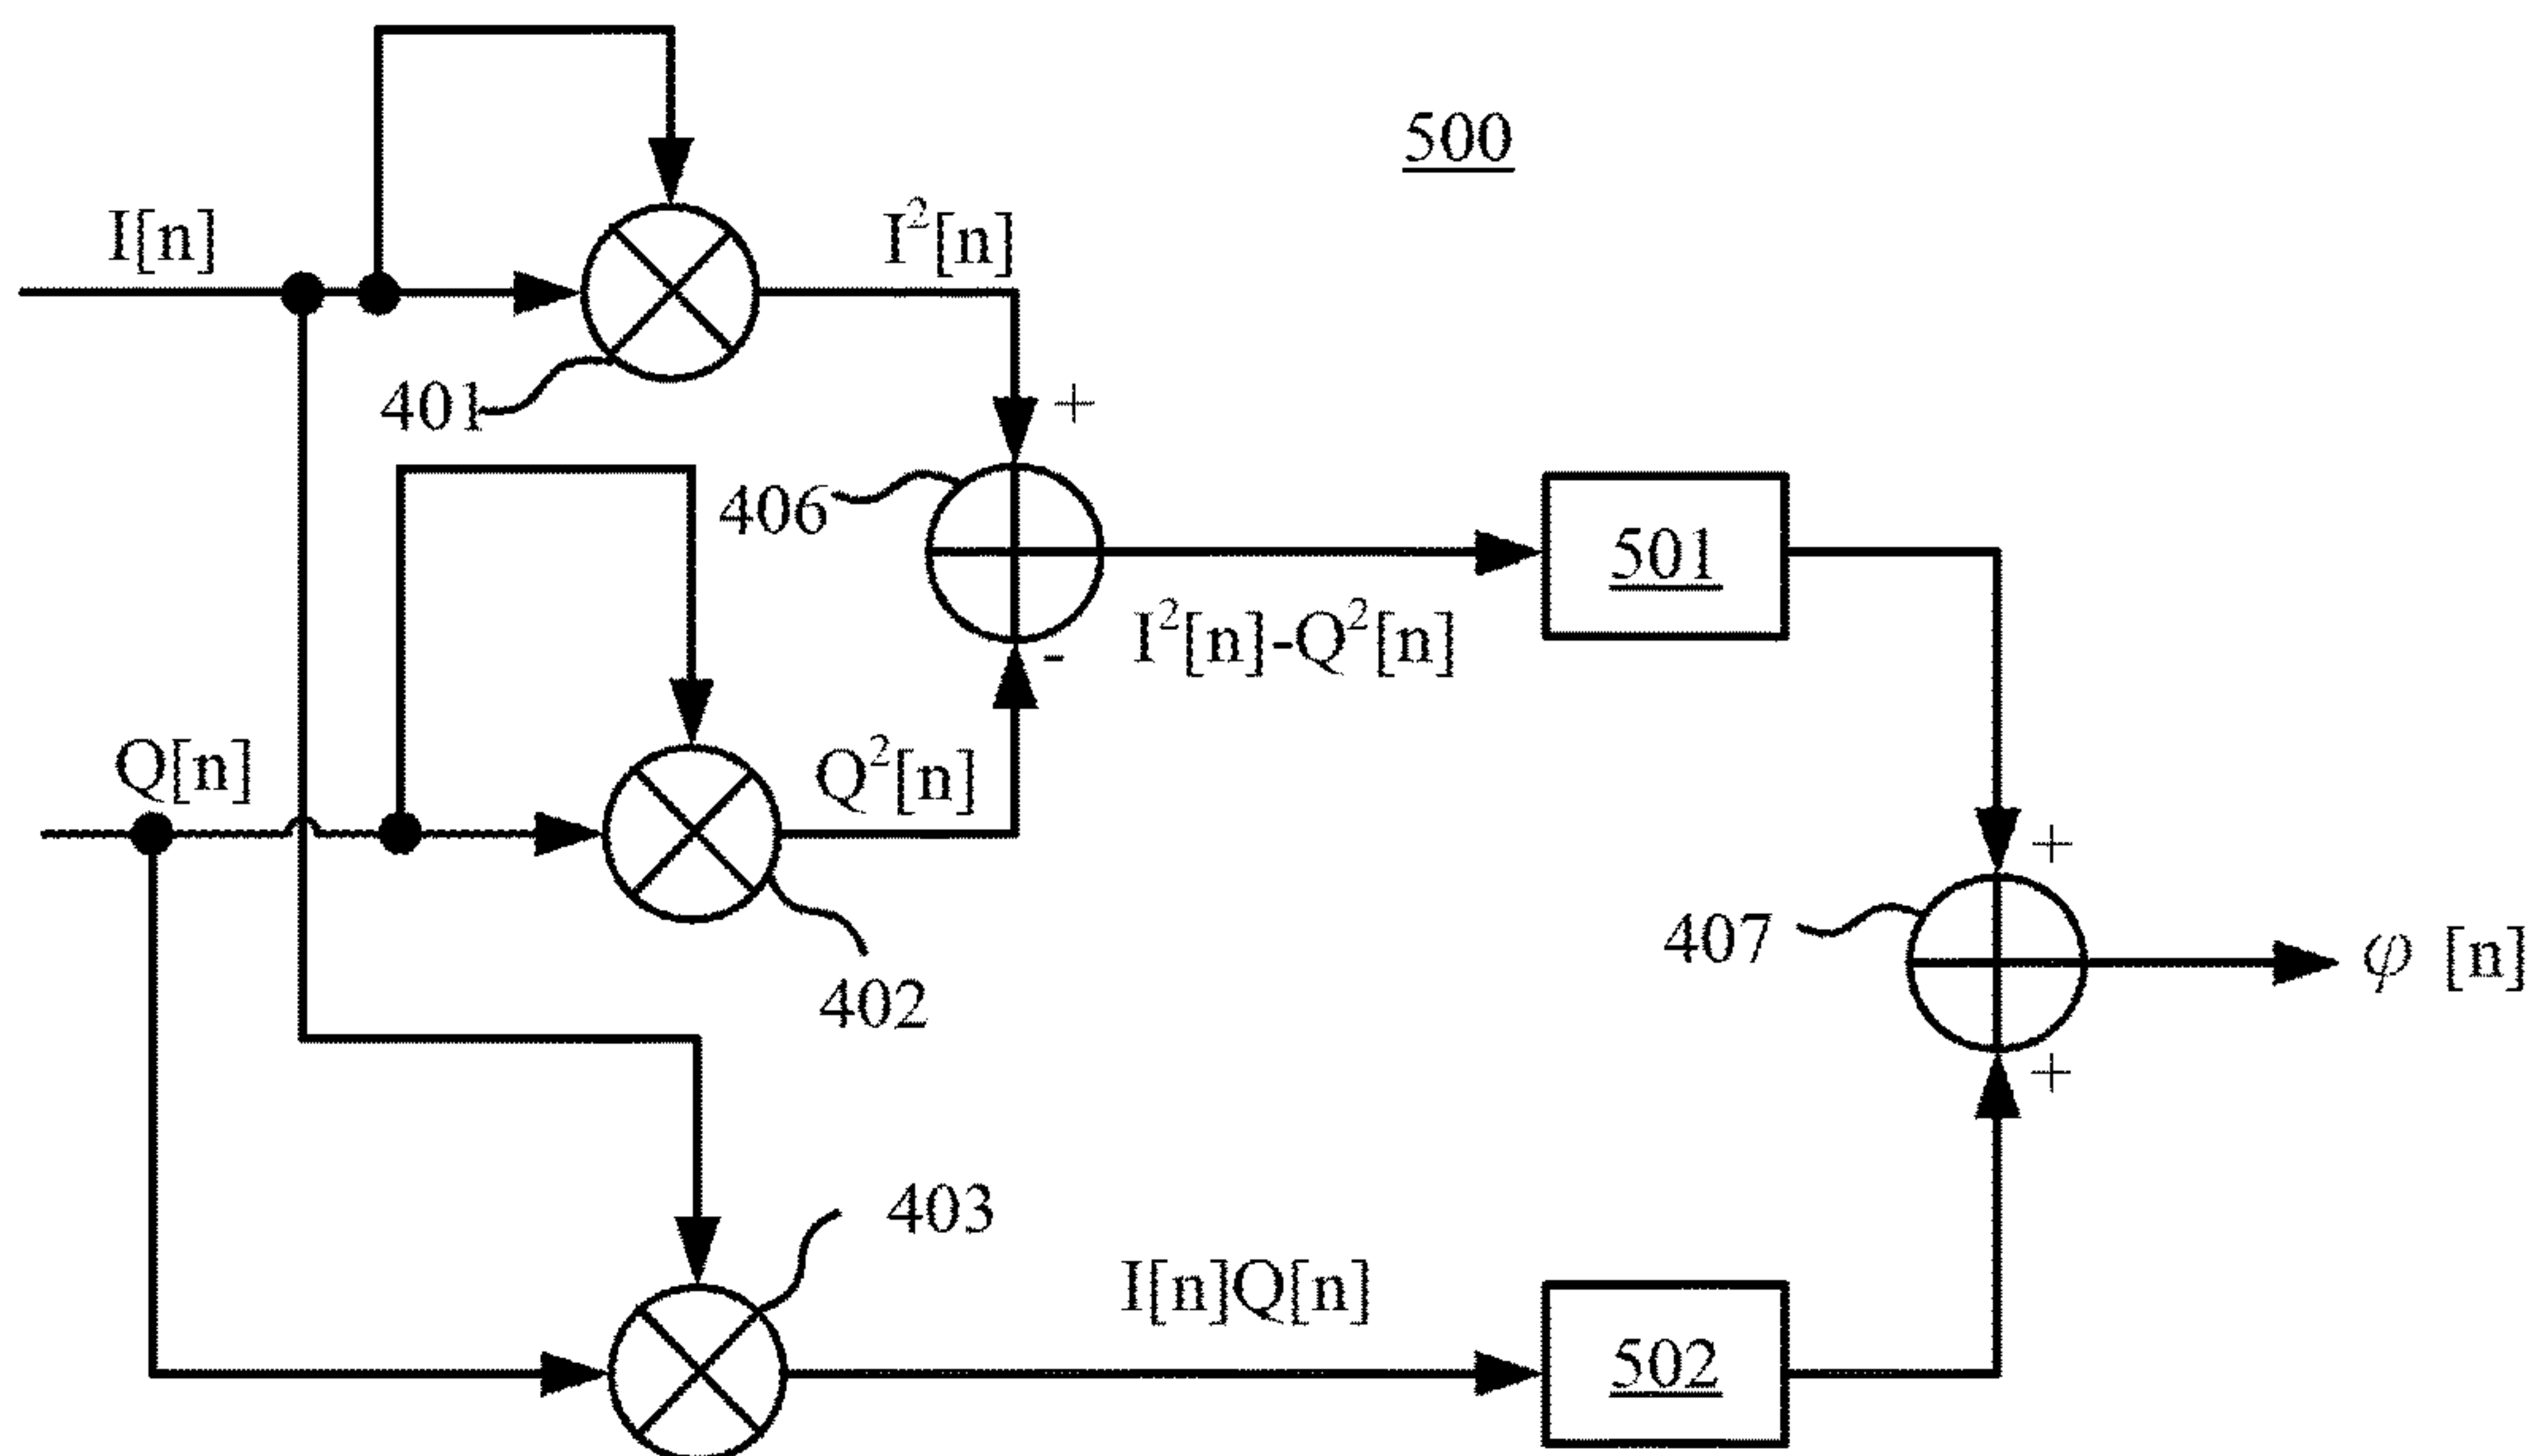 500
I[n]
I²[n]
401
+
406
501
I²[n]-Q²[n]
-
Q[n]
Q²[n]
+
407
φ [n]
402
+
403
I[n]Q[n]
502